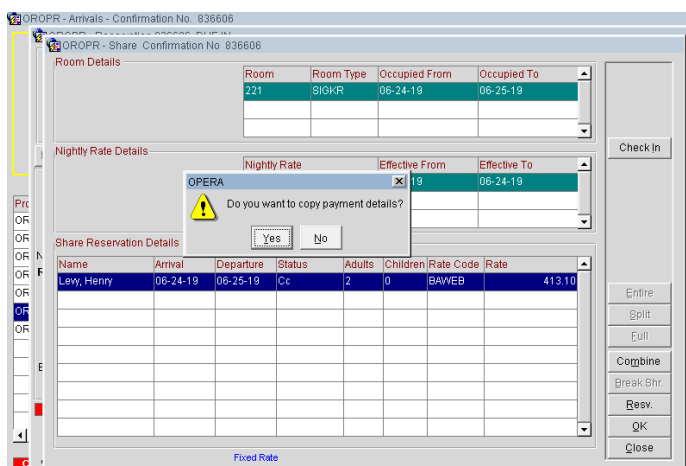 OROPR - Arrivals - Confirmation No. 836606
OROPR - Share Confirmation No 836606
Room Details
Room Room Type Occupied From Occupied To
221 SIGKR 06-24-19 06-25-19
Check In
Nightly Rate Details
Nightly Rate Effective From Effective To
19 06-24-19
OPERA
Do you want to copy payment details?
Yes No
Share Reservation Details
Name Arrival Departure Status Adults Children Rate Code Rate
Levy, Henry 06-24-19 06-25-19 Cc 2 0 BAWEB 413.10
Entire
Split
Full
Combine
Break Shr.
Resv.
OK
Close
Fixed Rate